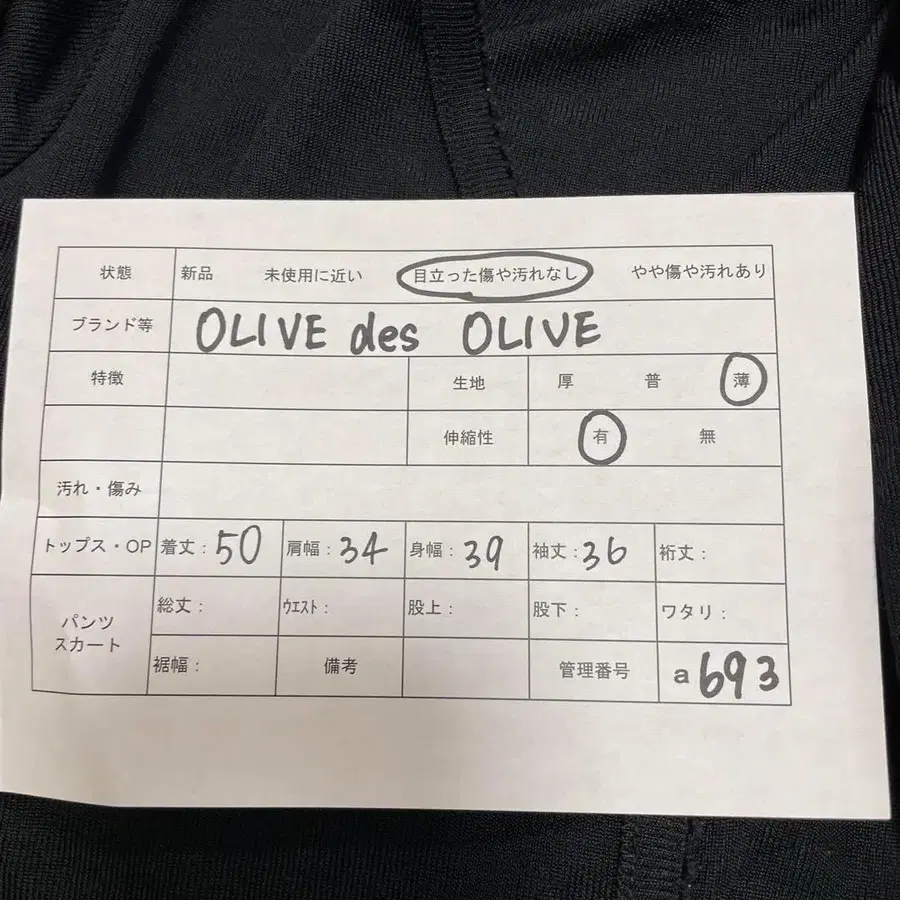 状態 新品 未使用に近い 目立った傷や汚れなし やや傷や汚れあり
ブランド等 OLIVE des OLIVE
特徴 生地 厚 普 薄
伸縮性 有 無
汚れ・傷み
トップス・OP 着丈：50 肩幅：34 身幅：39 袖丈：36 裄丈：
パンツ スカート 総丈： ウエスト： 股上： 股下： ワタリ：
裾幅： 備考 管理番号 a693